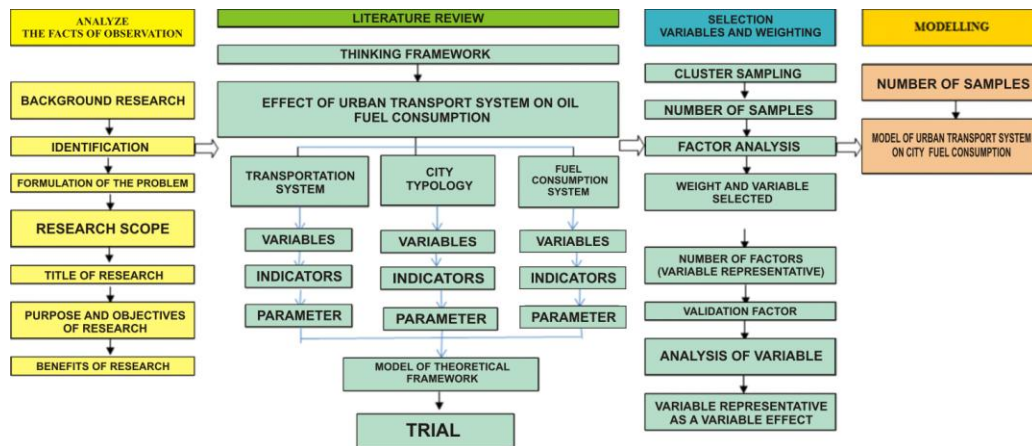 ANALYZE
THE FACTS OF OBSERVATION
BACKGROUND RESEARCH
IDENTIFICATION
FORMULATION OF THE PROBLEM
RESEARCH SCOPE
TITLE OF RESEARCH
PURPOSE AND OBJECTIVES
OF RESEARCH
BENEFITS OF RESEARCH
LITERATURE REVIEW
THINKING FRAMEWORK
EFFECT OF URBAN TRANSPORT SYSTEM ON OIL
FUEL CONSUMPTION
TRANSPORTATION
SYSTEM
VARIABLES
INDICATORS
PARAMETER
CITY
TYPOLOGY
VARIABLES
INDICATORS
PARAMETER
FUEL
CONSUMPTION
SYSTEM
VARIABLES
INDICATORS
PARAMETER
MODEL OF THEORETICAL
FRAMEWORK
TRIAL
SELECTION
VARIABLES AND WEIGHTING
CLUSTER SAMPLING
NUMBER OF SAMPLES
FACTOR ANALYSIS
WEIGHT AND VARIABLE
SELECTED
NUMBER OF FACTORS
(VARIABLE REPRESENTATIVE)
VALIDATION FACTOR
ANALYSIS OF VARIABLE
VARIABLE REPRESENTATIVE
AS A VARIABLE EFFECT
MODELLING
NUMBER OF SAMPLES
MODEL OF URBAN TRANSPORT SYSTEM
ON CITY FUEL CONSUMPTION